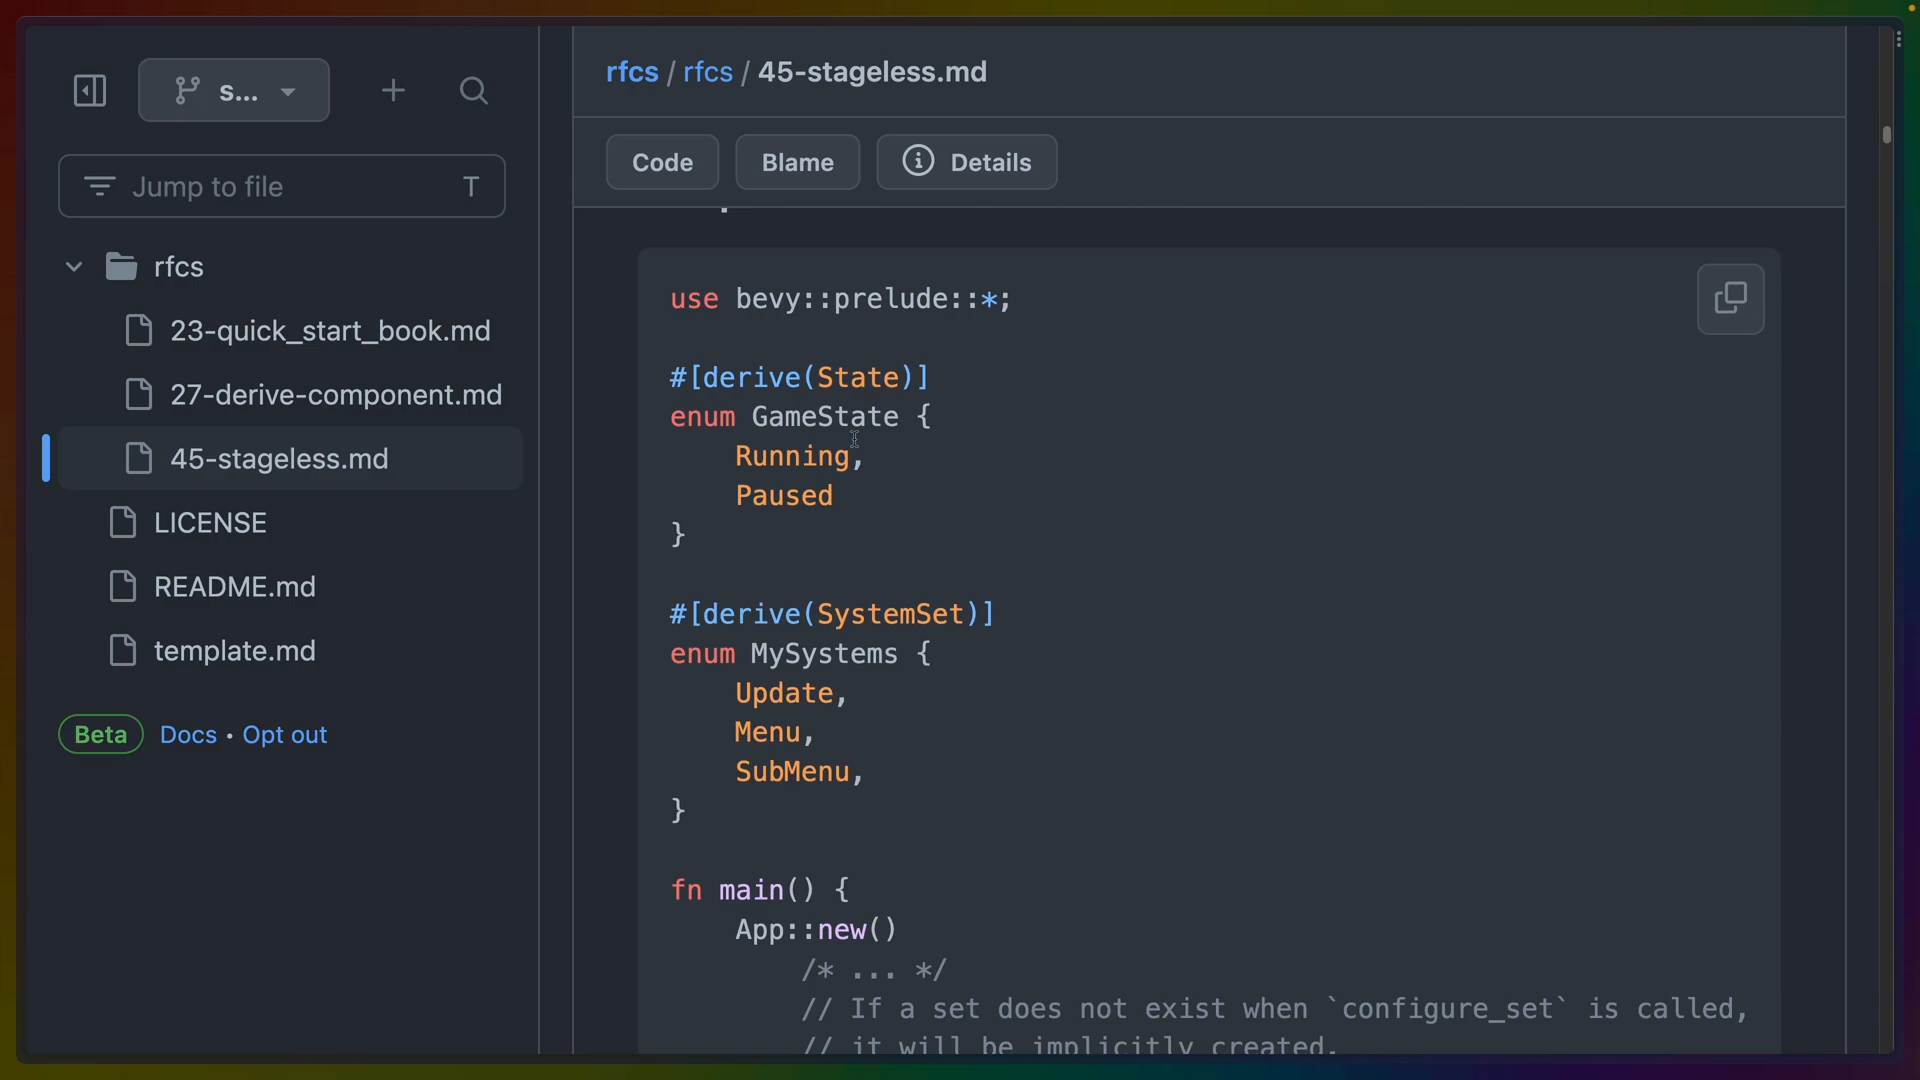 s...
Jump to file
T
rfcs
23-quick_start_book.md
27-derive-component.md
45-stageless.md
LICENSE
README.md
template.md
Beta
Docs • Opt out
rfcs / rfcs / 45-stageless.md
Code
Blame
Details
use bevy::prelude::*;
#[derive(State)]
enum GameState {
Running,
Paused
}
#[derive(SystemSet)]
enum MySystems {
Update,
Menu,
SubMenu,
}
fn main() {
App::new()
/* ... */
// If a set does not exist when `configure_set` is called,
// it will be implicitly created.